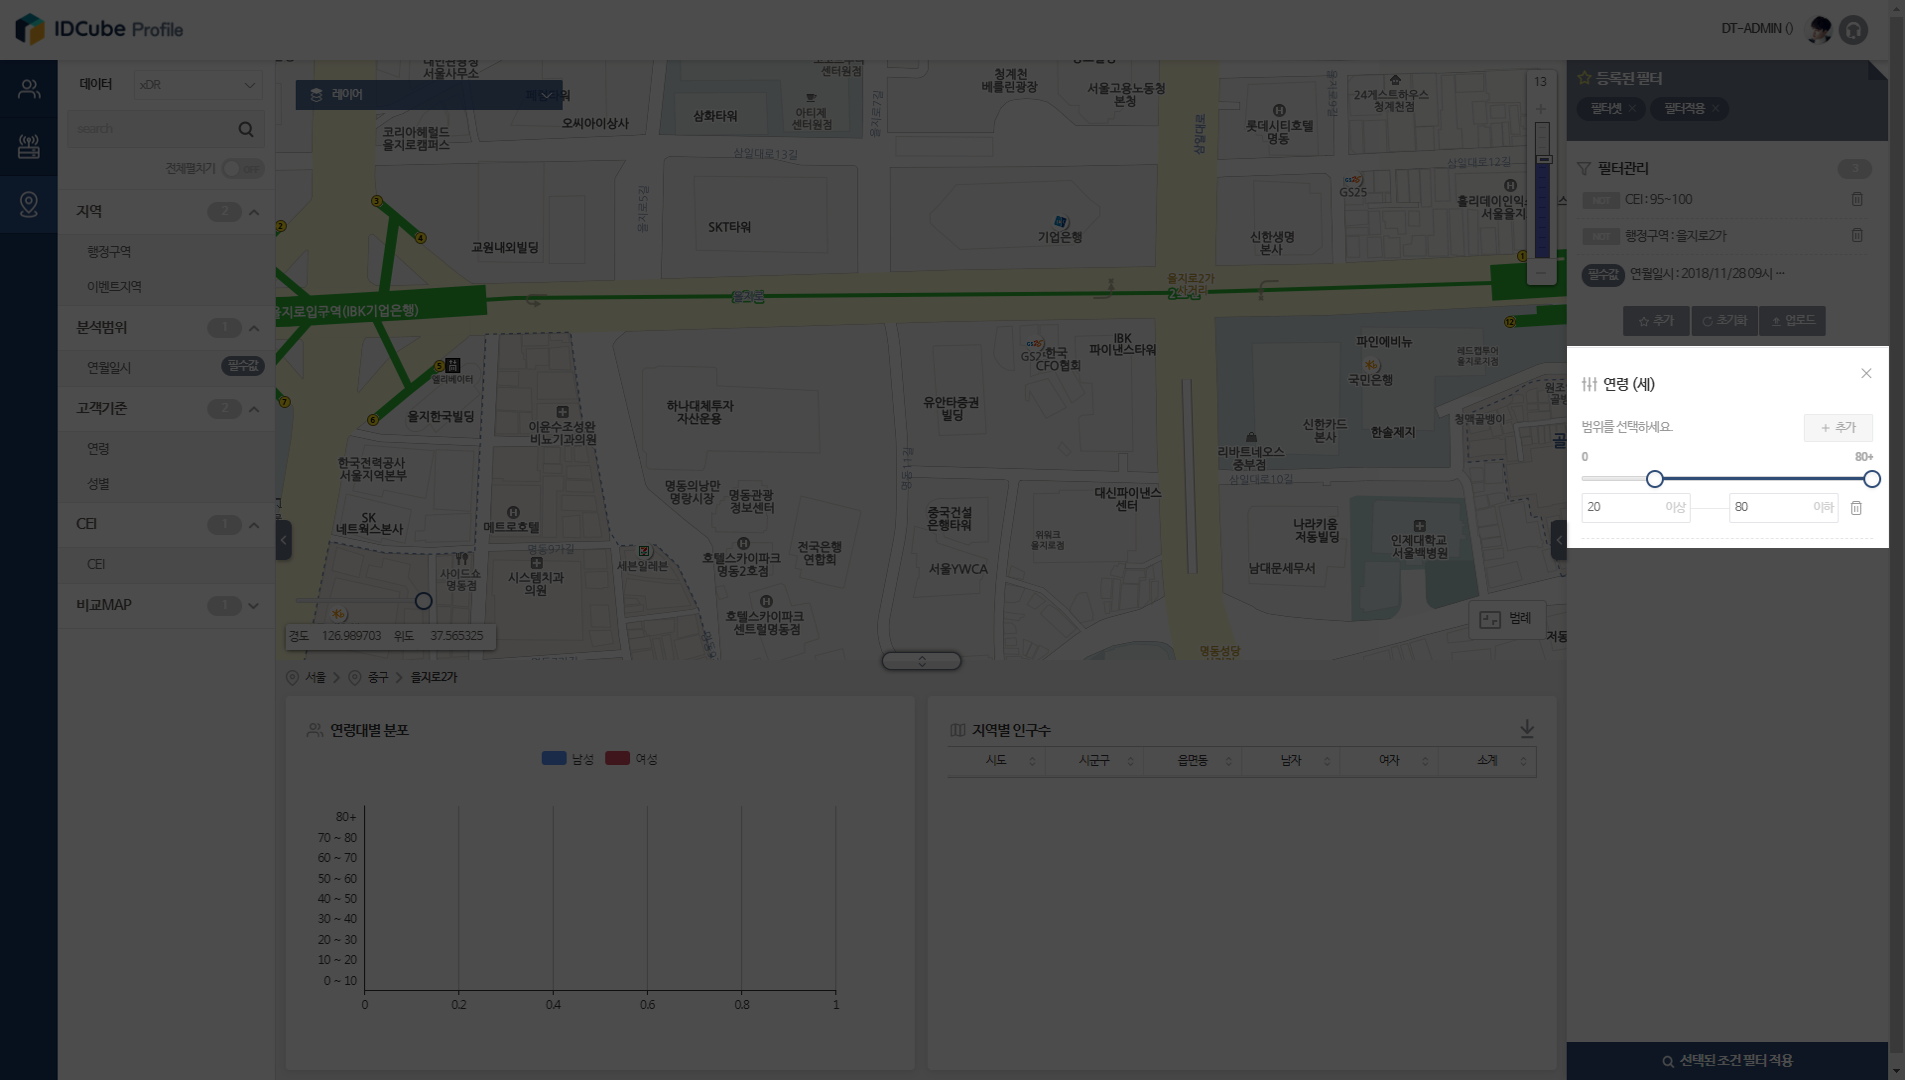 IDCube Profile
DT-ADMIN ()
데이터
xDR
search
전체펼치기
OFF
지역
2
행정구역
이벤트지역
분석범위
1
연월일시
필수값
고객기준
2
연령
성별
CEI
1
CEI
비교MAP
1
레이어
서울사무소
코리아헤럴드
을지로캠퍼스
오씨아이상사
삼화타워
아티제
센터원점
센터원점
을지로7길
청계천
베를린광장
서울고용노동청
본청
삼일대로
롯데시티호텔
명동
24게스트하우스
청계천점
삼일대로13길
삼일대로12길
GS25
홀리데이인익스
서울을지
을지로5길
SKT타워
교원내외빌딩
기업은행
신한생명
본사
을지로입구역(IBK기업은행)
을지로
을지로2가
사거리
엘리베이터
을지한국빌딩
이윤수조성완
비뇨기과의원
하나대체투자
자산운용
유안타증권
빌딩
한국
CFO협회
IBK
파이낸스타워
파인애비뉴
국민은행
레드캡투어
을지로지점
신한카드
본사
한솔제지
청맥골뱅이
리바트네오스
중부점
삼일대로10길
한국전력공사
서울지역본부
SK
네트웍스본사
메트로호텔
명동9가길
사이드쇼
명동점
시스템치과
의원
세븐일레븐
명동의낭만
명랑시장
명동관광
정보센터
호텔스카이파크
명동2호점
전국은행
연합회
호텔스카이파크
센트럴명동점
명동11길
중국건설
은행타워
서울YWCA
대신파이낸스
센터
위워크
을지로점
나라키움
저동빌딩
남대문세무서
인제대학교
서울백병원
명동성당
범례
13
경도 126.989703 위도 37.565325
서울 > 중구 > 을지로2가
연령대별 분포
남성 여성
80+
70 ~ 80
60 ~ 70
50 ~ 60
40 ~ 50
30 ~ 40
20 ~ 30
10 ~ 20
0 ~ 10
0 0.2 0.4 0.6 0.8 1
지역별 인구수
시도 시군구 읍면동 남자 여자 소계
등록된 필터
필터셋 × 필터적용 ×
필터관리
3
NOT CEI : 95~100
NOT 행정구역 : 을지로2가
필수값 연월일시 : 2018/11/28 09시 ···
추가 초기화 업로드
연령 (세)
범위를 선택하세요.
+ 추가
0 80+
20 이상 80 이하
선택된 조건 필터 적용